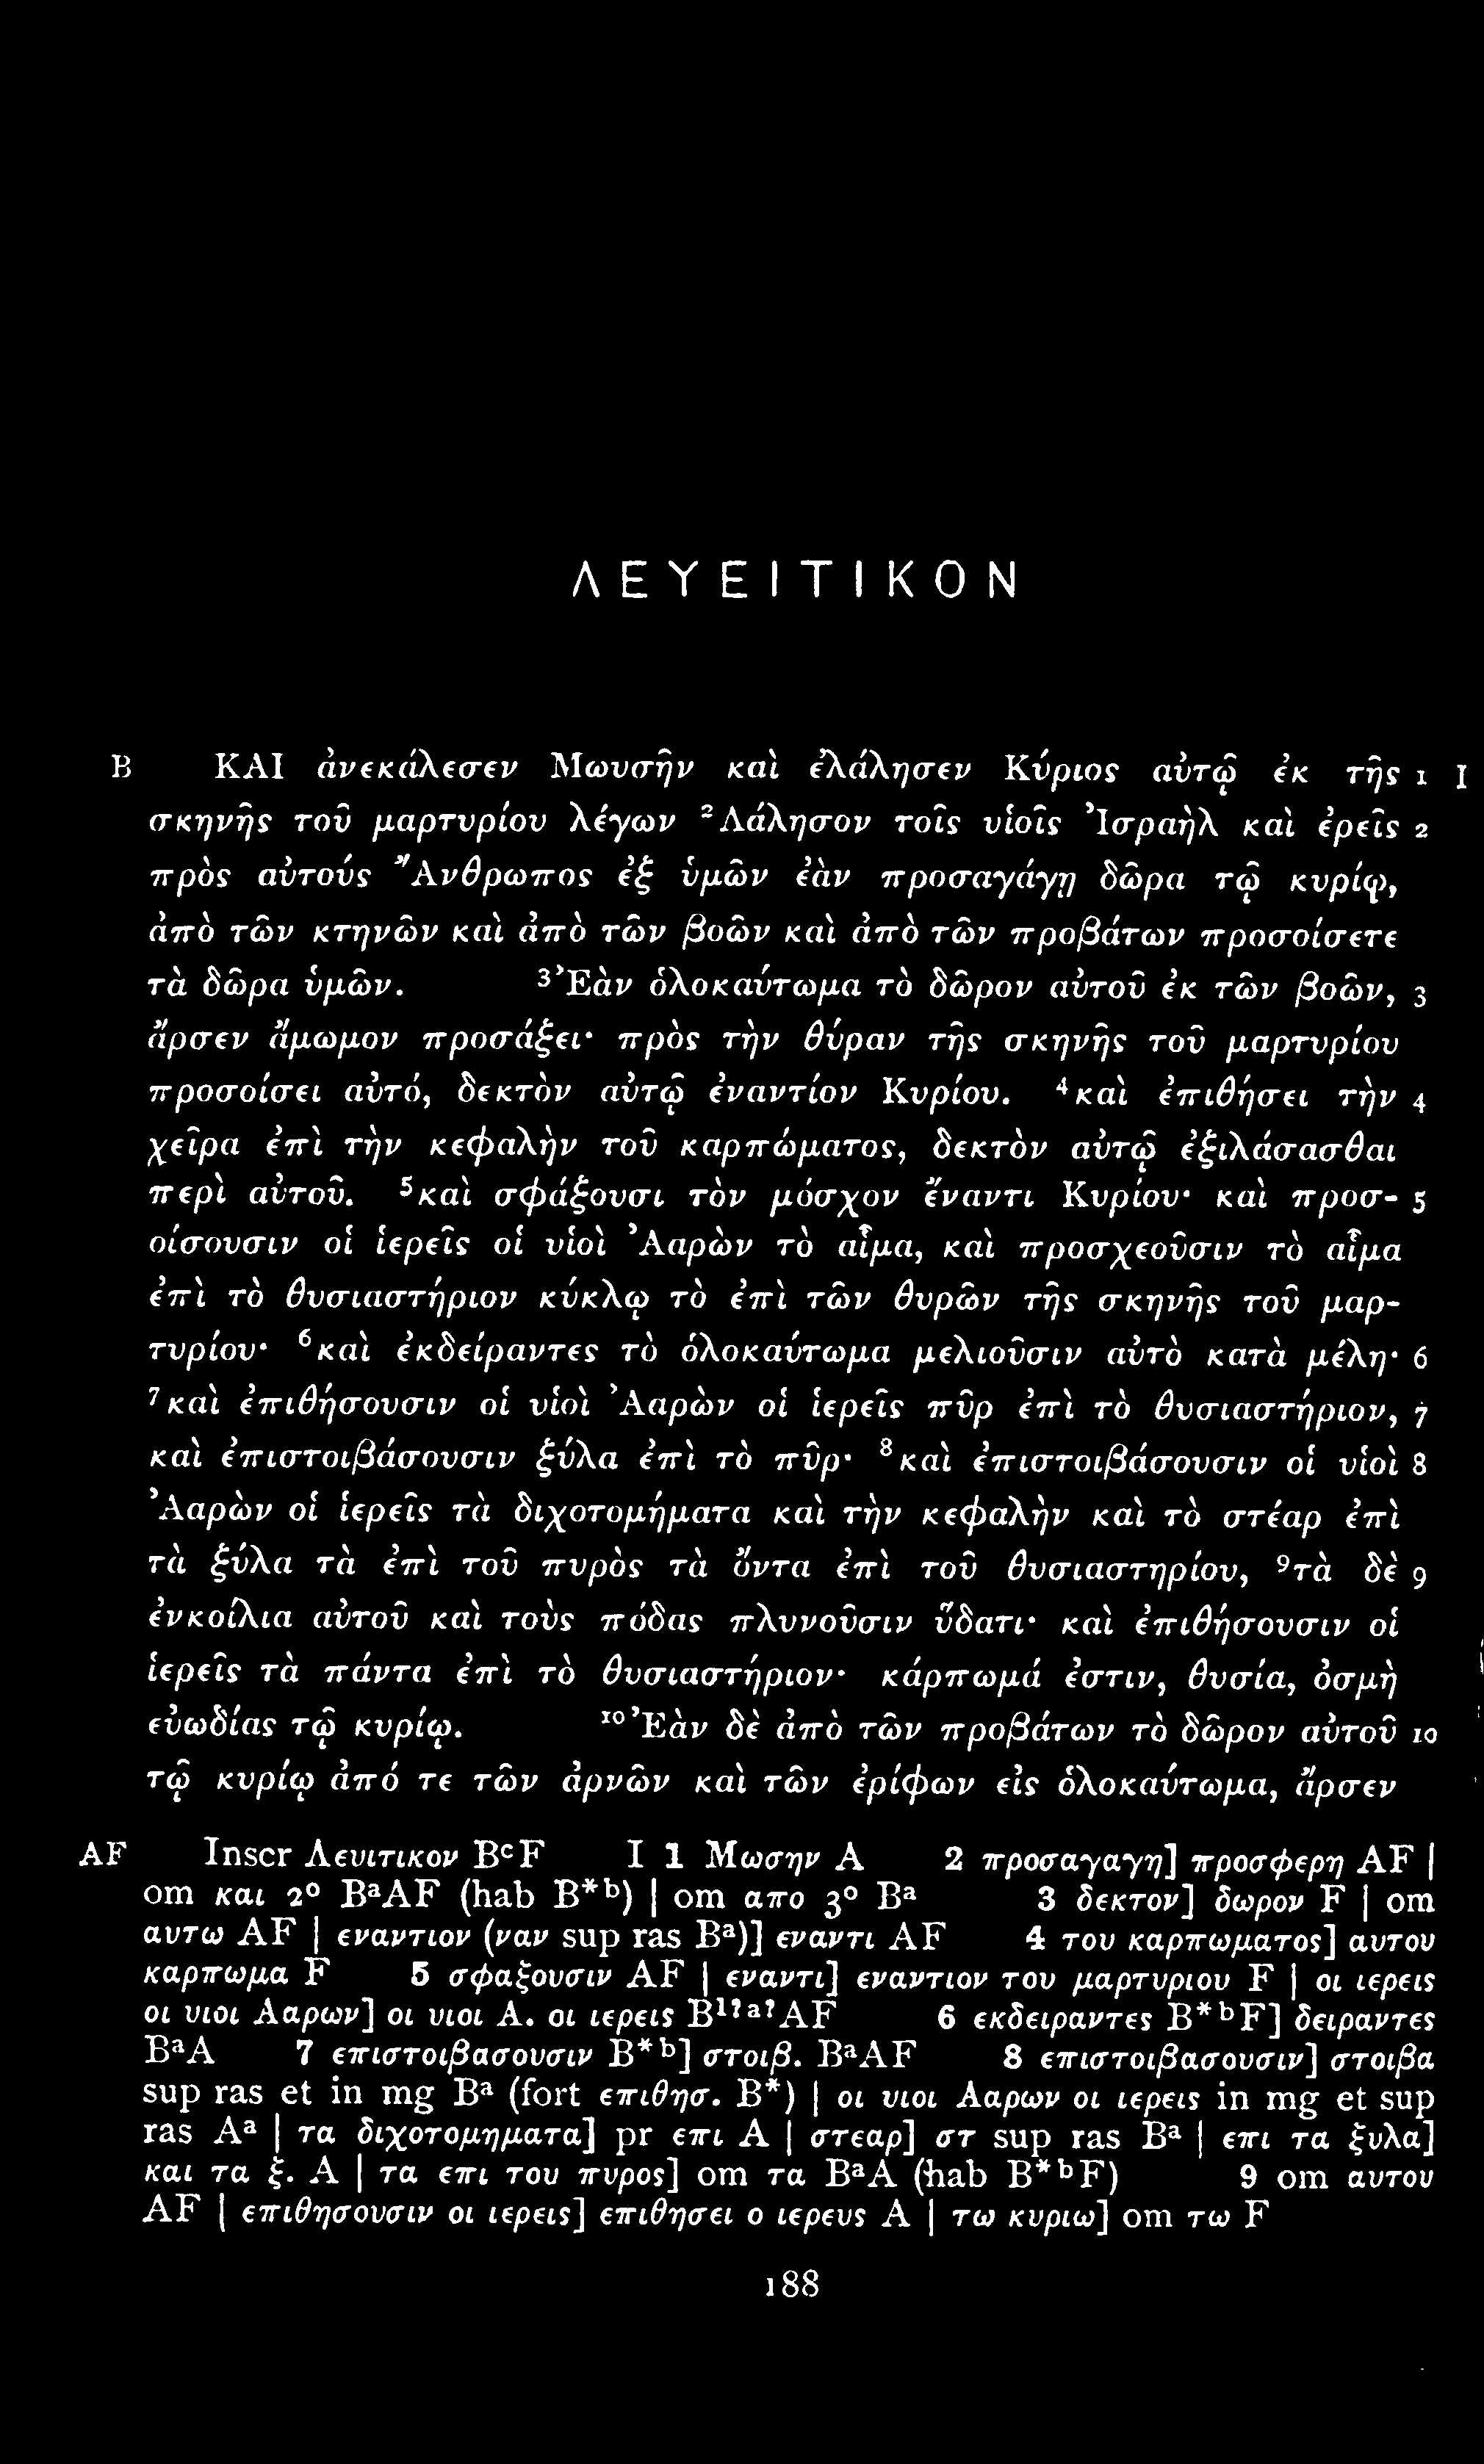 ΛΕΥΕΙΤΙΚΟΝ
B ΚΑΙ ἀνεκάλεσεν Μωυσῆν καὶ ἐλάλησεν Κύριος αὐτῷ ἐκ τῆς 1 I
σκηνῆς τοῦ μαρτυρίου λέγων ²Λάλησον τοῖς υἱοῖς Ἰσραὴλ καὶ ἐρεῖς 2
πρὸς αὐτούς Ἄνθρωπος ἐξ ὑμῶν ἐὰν προσαγάγῃ δῶρα τῷ κυρίῳ,
ἀπὸ τῶν κτηνῶν καὶ ἀπὸ τῶν βοῶν καὶ ἀπὸ τῶν προβάτων προσοίσετε
τὰ δῶρα ὑμῶν. ³Ἐὰν ὁλοκαύτωμα τὸ δῶρον αὐτοῦ ἐκ τῶν βοῶν, 3
ἄρσεν ἄμωμον προσάξει· πρὸς τὴν θύραν τῆς σκηνῆς τοῦ μαρτυρίου
προσοίσει αὐτό, δεκτὸν αὐτῷ ἐναντίον Κυρίου. ⁴καὶ ἐπιθήσει τὴν 4
χεῖρα ἐπὶ τὴν κεφαλὴν τοῦ καρπώματος, δεκτὸν αὐτῷ ἐξιλάσασθαι
περὶ αὐτοῦ. ⁵καὶ σφάξουσι τὸν μόσχον ἔναντι Κυρίου· καὶ προσ- 5
οίσουσιν οἱ ἱερεῖς οἱ υἱοὶ Ἀαρὼν τὸ αἷμα, καὶ προσχεοῦσιν τὸ αἷμα
ἐπὶ τὸ θυσιαστήριον κύκλῳ τὸ ἐπὶ τῶν θυρῶν τῆς σκηνῆς τοῦ μαρ-
τυρίου· ⁶καὶ ἐκδείραντες τὸ ὁλοκαύτωμα μελιοῦσιν αὐτὸ κατὰ μέλη· 6
⁷καὶ ἐπιθήσουσιν οἱ υἱοὶ Ἀαρὼν οἱ ἱερεῖς πῦρ ἐπὶ τὸ θυσιαστήριον, 7
καὶ ἐπιστοιβάσουσιν ξύλα ἐπὶ τὸ πῦρ· ⁸καὶ ἐπιστοιβάσουσιν οἱ υἱοὶ 8
Ἀαρὼν οἱ ἱερεῖς τὰ διχοτομήματα καὶ τὴν κεφαλὴν καὶ τὸ στέαρ ἐπὶ
τὰ ξύλα τὰ ἐπὶ τοῦ πυρὸς τὰ ὄντα ἐπὶ τοῦ θυσιαστηρίου, ⁹τὰ δὲ 9
ἐνκοίλια αὐτοῦ καὶ τοὺς πόδας πλυνοῦσιν ὕδατι· καὶ ἐπιθήσουσιν οἱ
ἱερεῖς τὰ πάντα ἐπὶ τὸ θυσιαστήριον· κάρπωμά ἐστιν, θυσία, ὀσμὴ
εὐωδίας τῷ κυρίῳ. ¹⁰Ἐὰν δὲ ἀπὸ τῶν προβάτων τὸ δῶρον αὐτοῦ 10
τῷ κυρίῳ ἀπό τε τῶν ἀρνῶν καὶ τῶν ἐρίφων εἰς ὁλοκαύτωμα, ἄρσεν
AF Inscr Λευιτικον BᶜF I 1 Μωσην A 2 προσαγαγη] προσφερη AF |
om και 2° BᵃAF (hab B*ᵇ) | om απο 3° Bᵃ 3 δεκτον] δωρον F | om
αυτω AF | εναντιον (ναν sup ras Bᵃ)] εναντι AF 4 του καρπωματος] αυτου
καρπωμα F 5 σφαξουσιν AF | εναντι] εναντιον του μαρτυριου F | οι ιερεις
οι υιοι Ααρων] οι υιοι Α. οι ιερεις B¹ˀᵃˀAF 6 εκδειραντες B*ᵇF] δειραντες
BᵃA 7 επιστοιβασουσιν B*ᵇ] στοιβ. BᵃAF 8 επιστοιβασουσιν] στοιβα
sup ras et in mg Bᵃ (fort επιθησ. B*) | οι υιοι Ααρων οι ιερεις in mg et sup
ras Aᵃ | τα διχοτομηματα] pr επι A | στεαρ] στ sup ras Bᵃ | επι τα ξυλα]
και τα ξ. A | τα επι του πυρος] om τα BᵃA (hab B*ᵇF) 9 om αυτου
AF | επιθησουσιν οι ιερεις] επιθησει ο ιερευς A | τω κυριω] om τω F
188